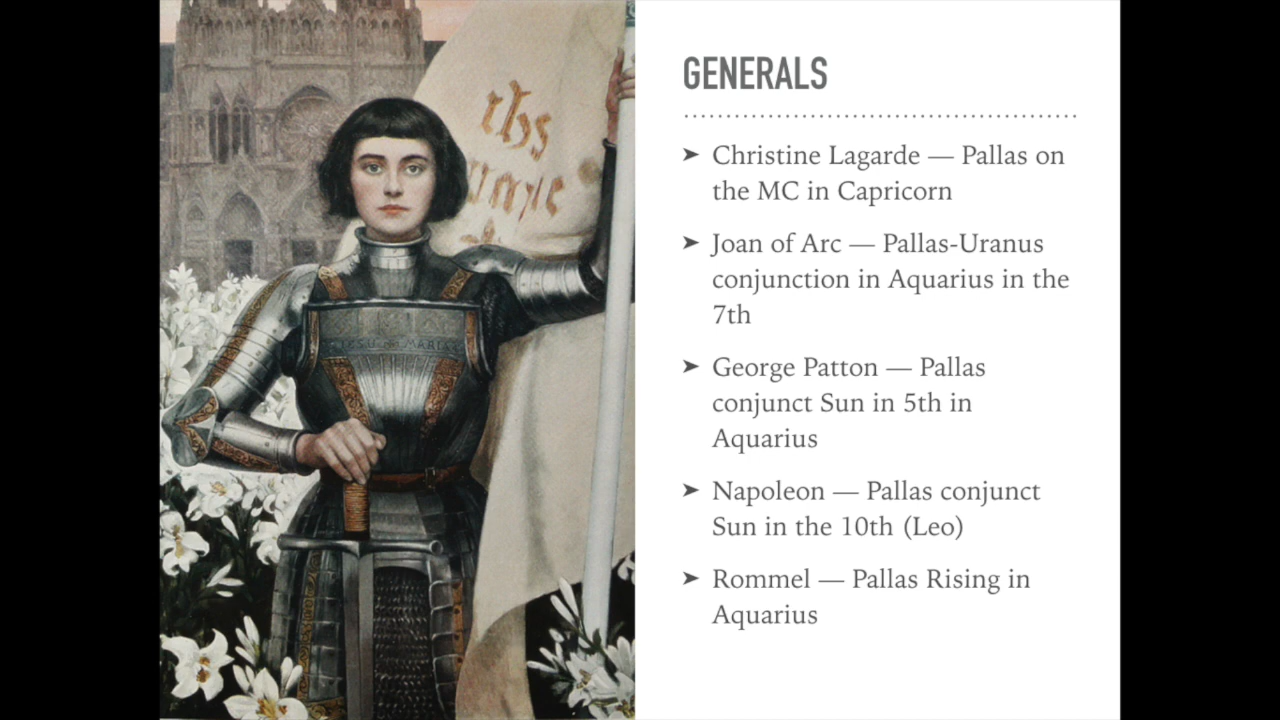 ihs
GENERALS
➤ Christine Lagarde — Pallas on
the MC in Capricorn
➤ Joan of Arc — Pallas-Uranus
conjunction in Aquarius in the
7th
➤ George Patton — Pallas
conjunct Sun in 5th in
Aquarius
➤ Napoleon — Pallas conjunct
Sun in the 10th (Leo)
➤ Rommel — Pallas Rising in
Aquarius